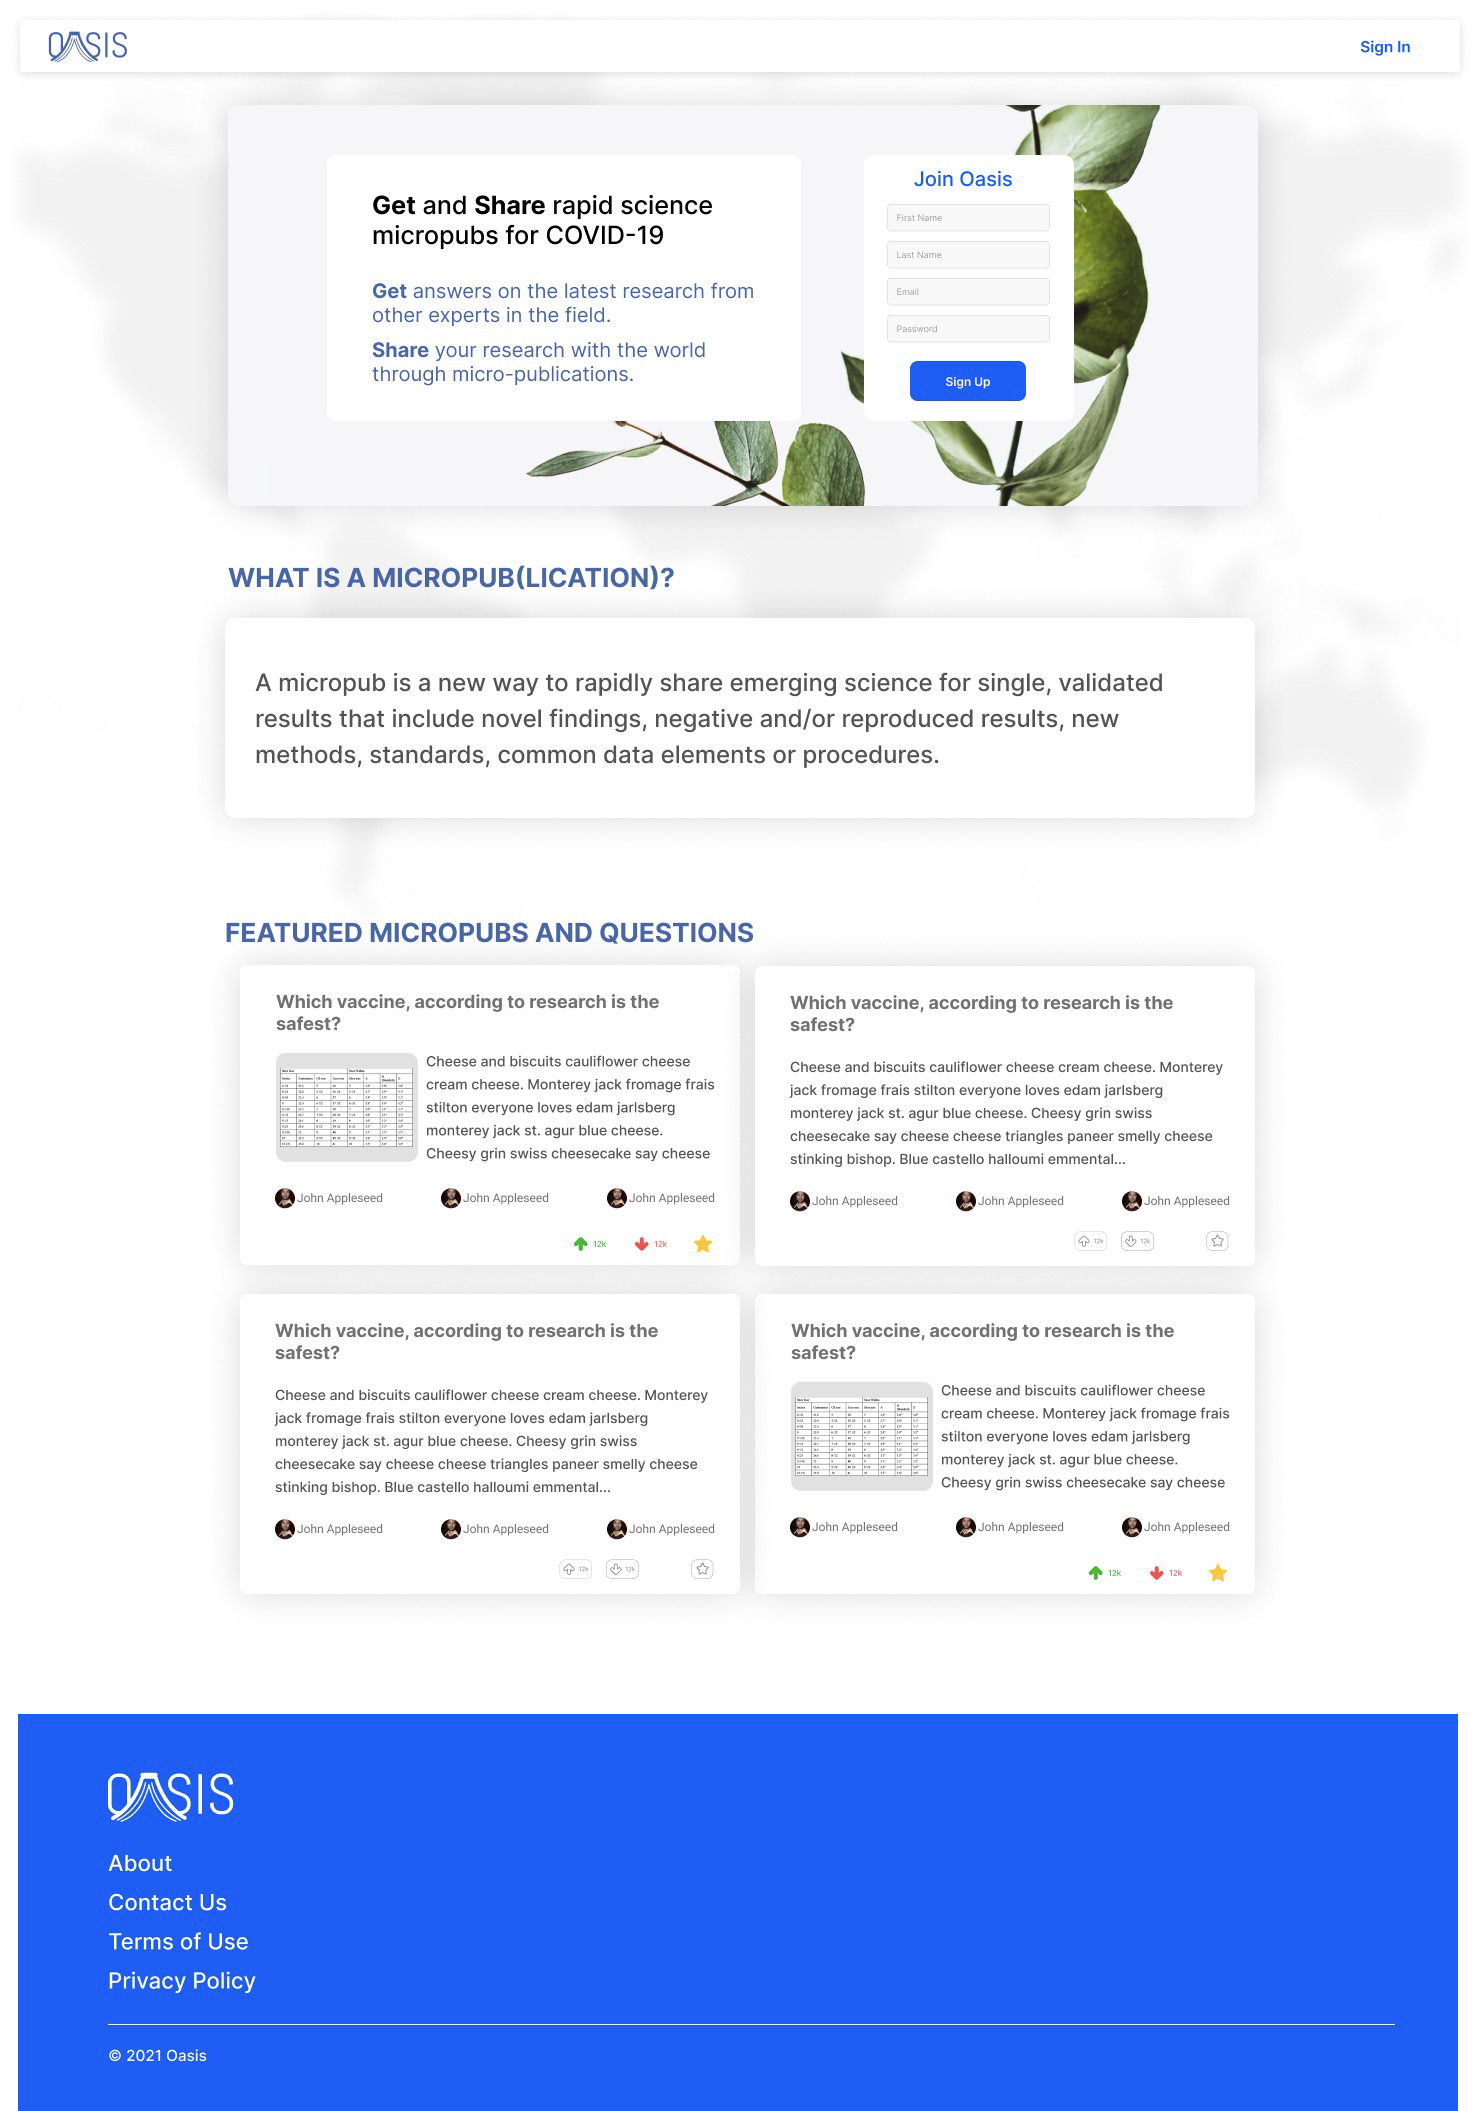 OASIS
Sign In
Get and Share rapid science
micropubs for COVID-19
Get answers on the latest research from
other experts in the field.
Share your research with the world
through micro-publications.
Join Oasis
First Name
Last Name
Email
Password
Sign Up
WHAT IS A MICROPUB(LICATION)?
A micropub is a new way to rapidly share emerging science for single, validated
results that include novel findings, negative and/or reproduced results, new
methods, standards, common data elements or procedures.
FEATURED MICROPUBS AND QUESTIONS
Which vaccine, according to research is the
safest?
Cheese and biscuits cauliflower cheese
cream cheese. Monterey jack fromage frais
stilton everyone loves edam jarlsberg
monterey jack st. agur blue cheese.
Cheesy grin swiss cheesecake say cheese
John Appleseed John Appleseed John Appleseed
12k 12k
Which vaccine, according to research is the
safest?
Cheese and biscuits cauliflower cheese cream cheese. Monterey
jack fromage frais stilton everyone loves edam jarlsberg
monterey jack st. agur blue cheese. Cheesy grin swiss
cheesecake say cheese cheese triangles paneer smelly cheese
stinking bishop. Blue castello halloumi emmental...
John Appleseed John Appleseed John Appleseed
12k 12k
Which vaccine, according to research is the
safest?
Cheese and biscuits cauliflower cheese cream cheese. Monterey
jack fromage frais stilton everyone loves edam jarlsberg
monterey jack st. agur blue cheese. Cheesy grin swiss
cheesecake say cheese cheese triangles paneer smelly cheese
stinking bishop. Blue castello halloumi emmental...
John Appleseed John Appleseed John Appleseed
12k 12k
Which vaccine, according to research is the
safest?
Cheese and biscuits cauliflower cheese
cream cheese. Monterey jack fromage frais
stilton everyone loves edam jarlsberg
monterey jack st. agur blue cheese.
Cheesy grin swiss cheesecake say cheese
John Appleseed John Appleseed John Appleseed
12k 12k
OASIS
About
Contact Us
Terms of Use
Privacy Policy
© 2021 Oasis